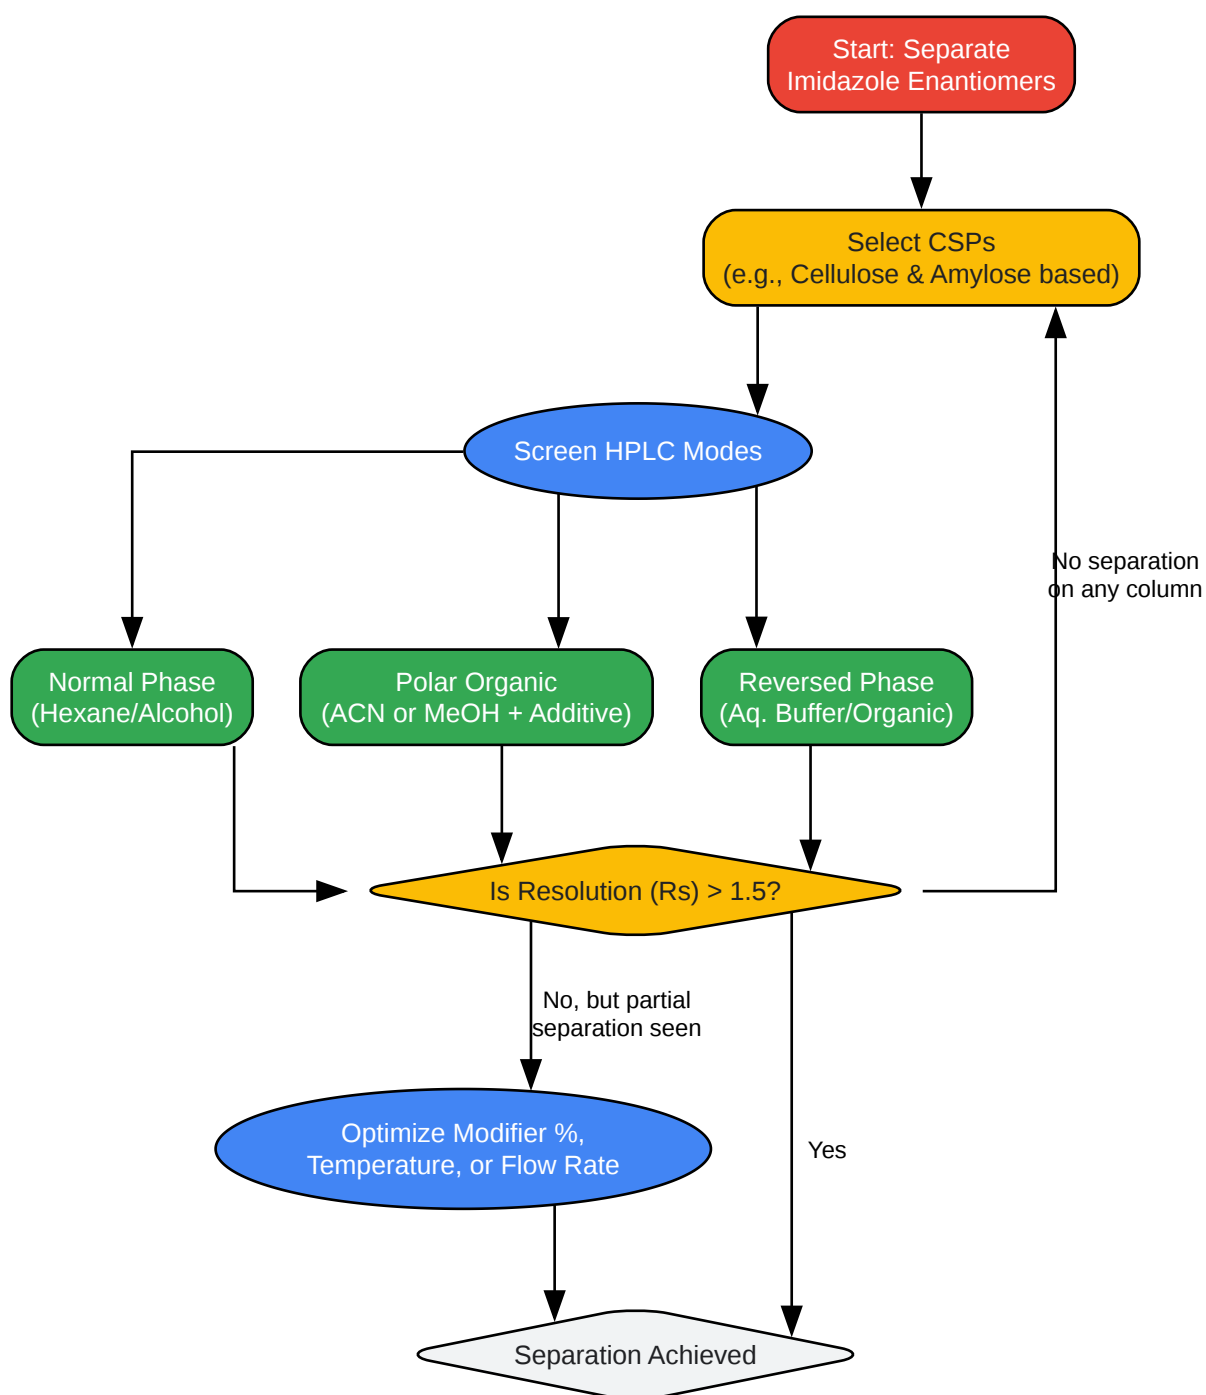 Start: Separate
Imidazole Enantiomers
Select CSPs
(e.g., Cellulose & Amylose based)
Screen HPLC Modes
No separation
on any column
Normal Phase
(Hexane/Alcohol)
Polar Organic
(ACN or MeOH + Additive)
Reversed Phase
(Aq. Buffer/Organic)
Is Resolution (Rs) > 1.5?
No, but partial
separation seen
Optimize Modifier %,
Temperature, or Flow Rate
Yes
Separation Achieved